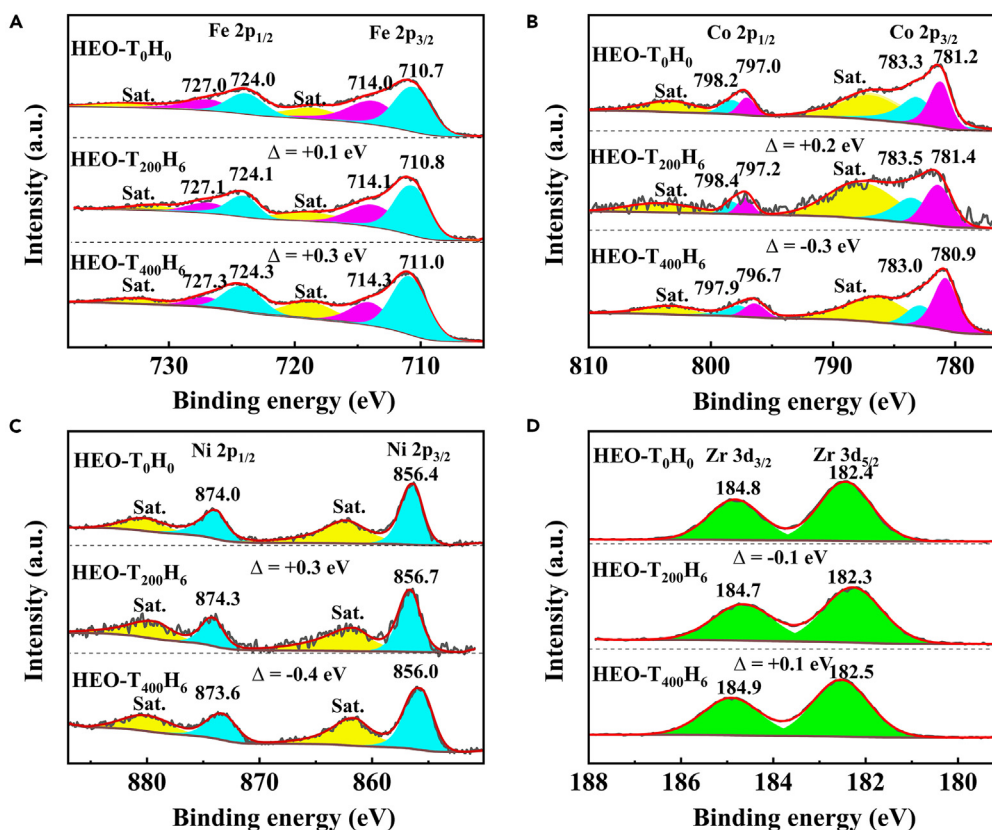 A
Fe 2p1/2 Fe 2p3/2
HEO-T0H0
Sat. 727.0 724.0 Sat. 714.0 710.7
Δ = +0.1 eV
HEO-T200H6
Sat. 727.1 724.1 Sat. 714.1 710.8
Δ = +0.3 eV
HEO-T400H6
Sat. 727.3 724.3 Sat. 714.3 711.0
730 720 710
Binding energy (eV)
Intensity (a.u.)
B
Co 2p1/2 Co 2p3/2
HEO-T0H0
Sat. 798.2 797.0 Sat. 783.3 781.2
Δ = +0.2 eV
HEO-T200H6
Sat. 798.4 797.2 Sat. 783.5 781.4
Δ = -0.3 eV
HEO-T400H6
Sat. 797.9 796.7 Sat. 783.0 780.9
810 800 790 780
Binding energy (eV)
Intensity (a.u.)
C
Ni 2p1/2 Ni 2p3/2
HEO-T0H0
Sat. 874.0 Sat. 856.4
Δ = +0.3 eV
HEO-T200H6
Sat. 874.3 Sat. 856.7
Δ = -0.4 eV
HEO-T400H6
Sat. 873.6 Sat. 856.0
880 870 860
Binding energy (eV)
Intensity (a.u.)
D
Zr 3d3/2 Zr 3d5/2
HEO-T0H0
184.8 182.4
Δ = -0.1 eV
HEO-T200H6
184.7 182.3
Δ = +0.1 eV
HEO-T400H6
184.9 182.5
188 186 184 182 180
Binding energy (eV)
Intensity (a.u.)